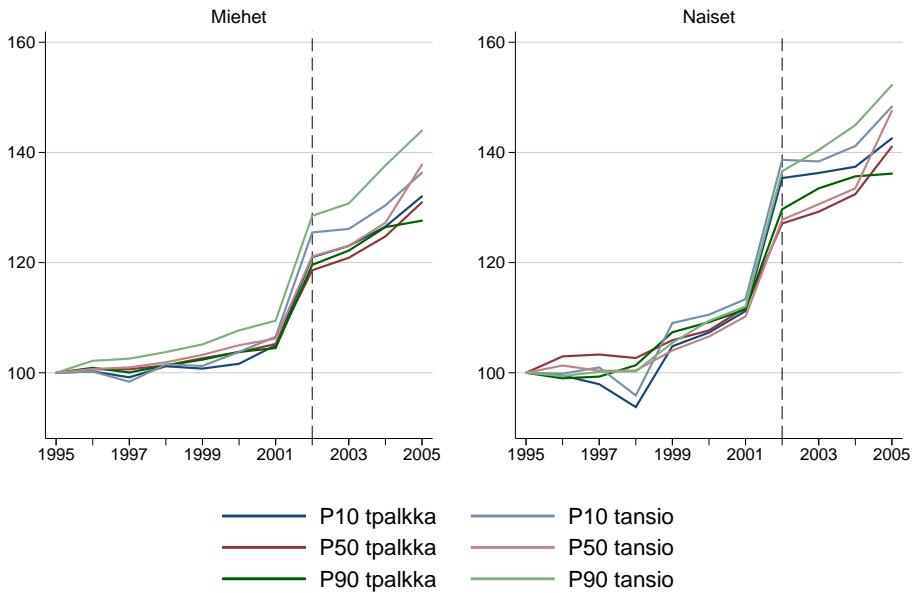 Miehet
160
140
120
100
1995 1997 1999 2001 2003 2005
Naiset
160
140
120
100
1995 1997 1999 2001 2003 2005
P10 tpalkka P10 tansio
P50 tpalkka P50 tansio
P90 tpalkka P90 tansio